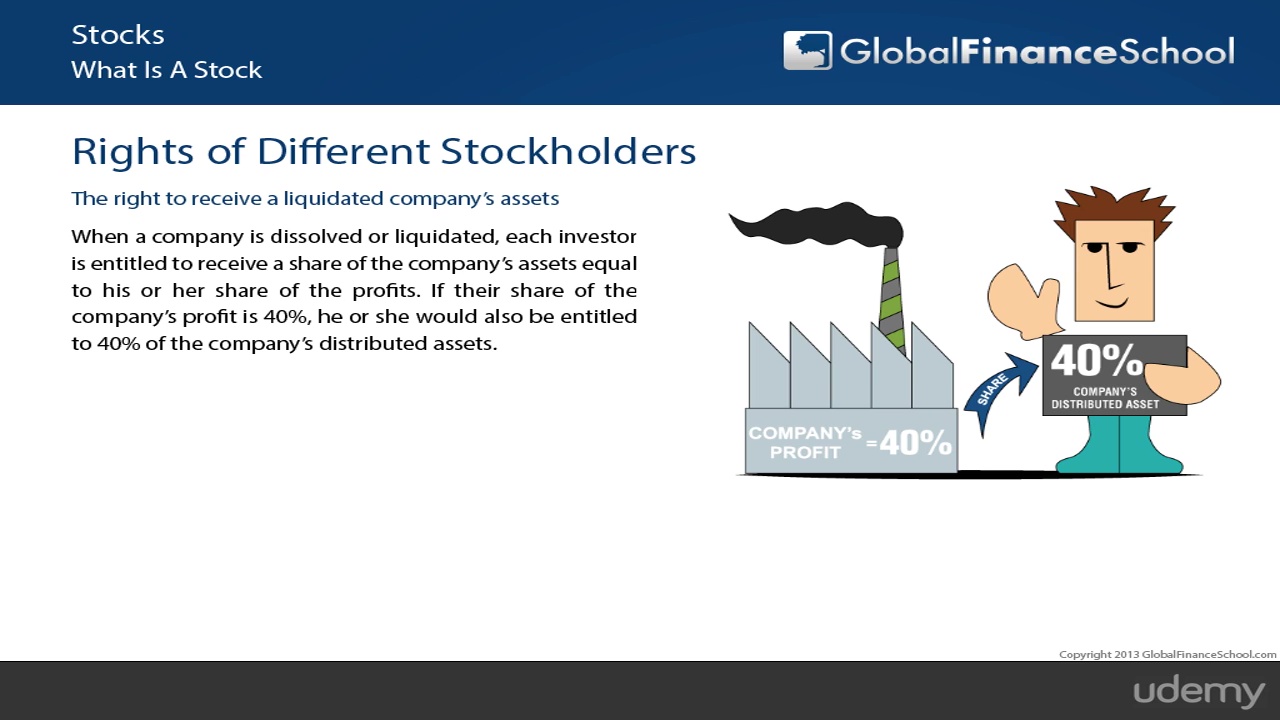 Stocks
What Is A Stock
GlobalFinanceSchool
Rights of Different Stockholders
The right to receive a liquidated company's assets
When a company is dissolved or liquidated, each investor
is entitled to receive a share of the company's assets equal
to his or her share of the profits. If their share of the
company's profit is 40%, he or she would also be entitled
to 40% of the company's distributed assets.
COMPANY's
PROFIT
=40%
SHARE
40%
COMPANY'S
DISTRIBUTED ASSET
Copyright 2013 GlobalFinanceSchool.com
udemy